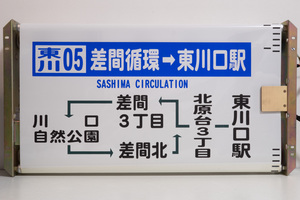 東川05 差間循環➡東川口駅
SASHIMA CIRCULATION
川口
自然公園
差間
3丁目
差間北
北原台3丁目
東川口駅